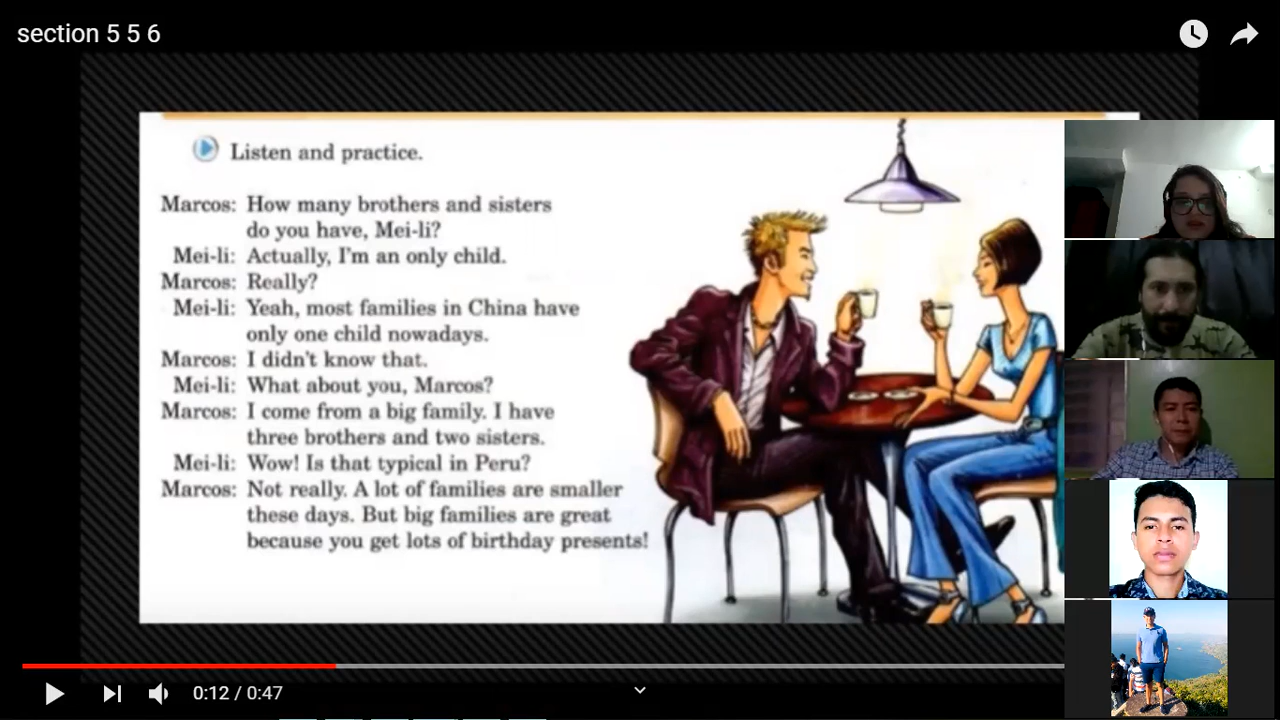 section 5 5 6
Listen and practice.
Marcos: How many brothers and sisters
do you have, Mei-li?
Mei-li: Actually, I'm an only child.
Marcos: Really?
Mei-li: Yeah, most families in China have
only one child nowadays.
Marcos: I didn't know that.
Mei-li: What about you, Marcos?
Marcos: I come from a big family. I have
three brothers and two sisters.
Mei-li: Wow! Is that typical in Peru?
Marcos: Not really. A lot of families are smaller
these days. But big families are great
because you get lots of birthday presents!
0:12 / 0:47